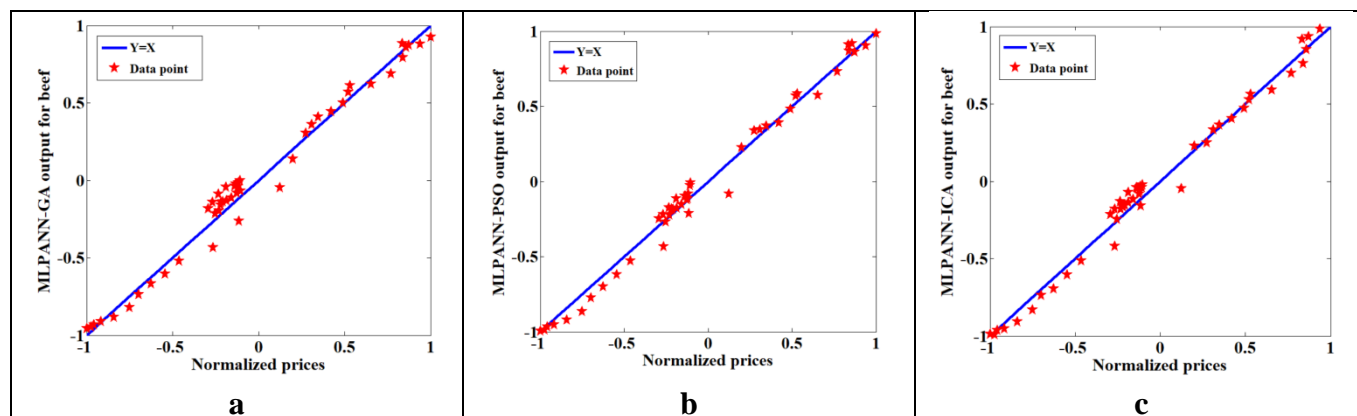 MLPANN-GA output for beef
1
0.5
0
-0.5
-1
Y=X
Data point
-1 -0.5 0 0.5 1
Normalized prices
a
MLPANN-PSO output for beef
1
0.5
0
-0.5
-1
Y=X
Data point
-1 -0.5 0 0.5 1
Normalized prices
b
MLPANN-ICA output for beef
1
0.5
0
-0.5
-1
Y=X
Data point
-1 -0.5 0 0.5 1
Normalized prices
c